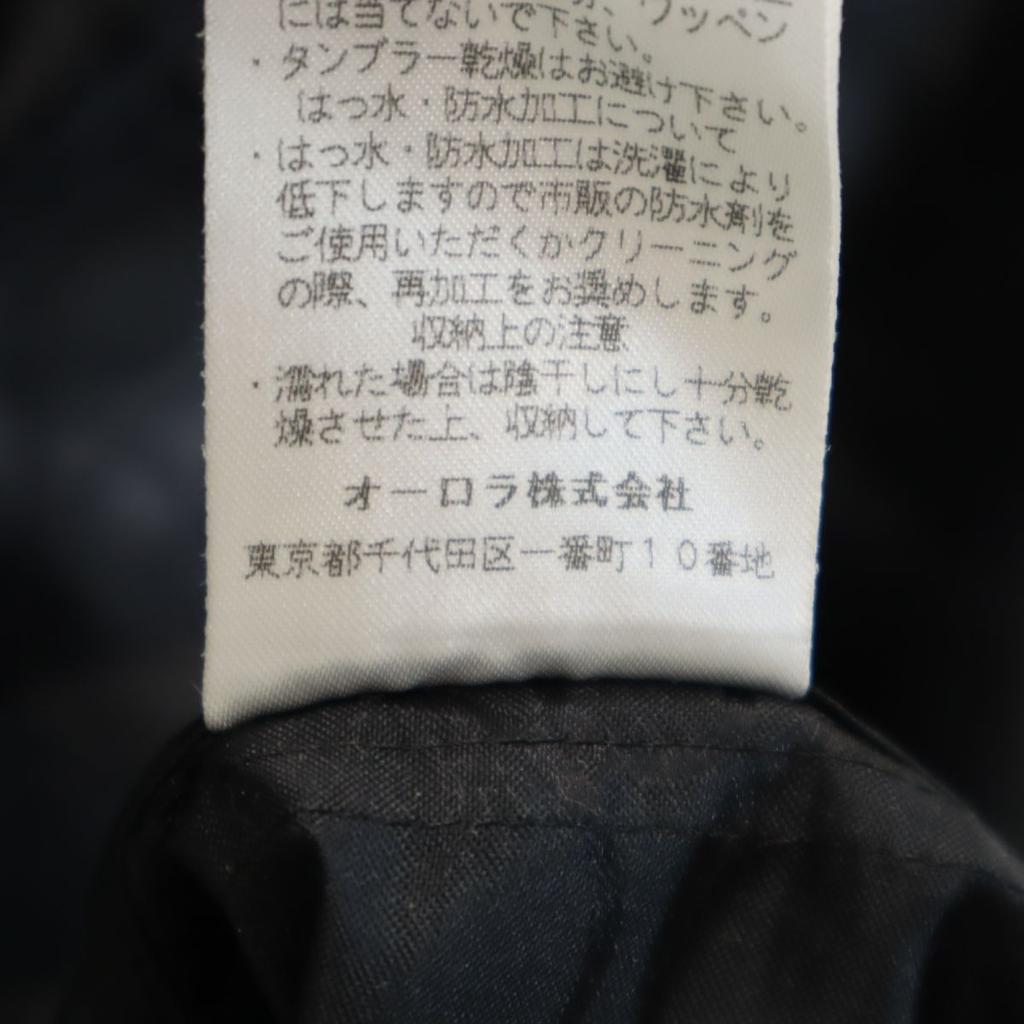 、ワッペン
には当てないで下さい。
・タンブラー乾燥はお避け下さい。
はっ水・防水加工について
・はっ水・防水加工は洗濯により
低下しますので市販の防水剤を
ご使用いただくかクリーニング
の際、再加工をお奨めします。
収納上の注意
・濡れた場合は陰干しにし十分乾
燥させた上、収納して下さい。
オーロラ株式会社
東京都千代田区一番町10番地